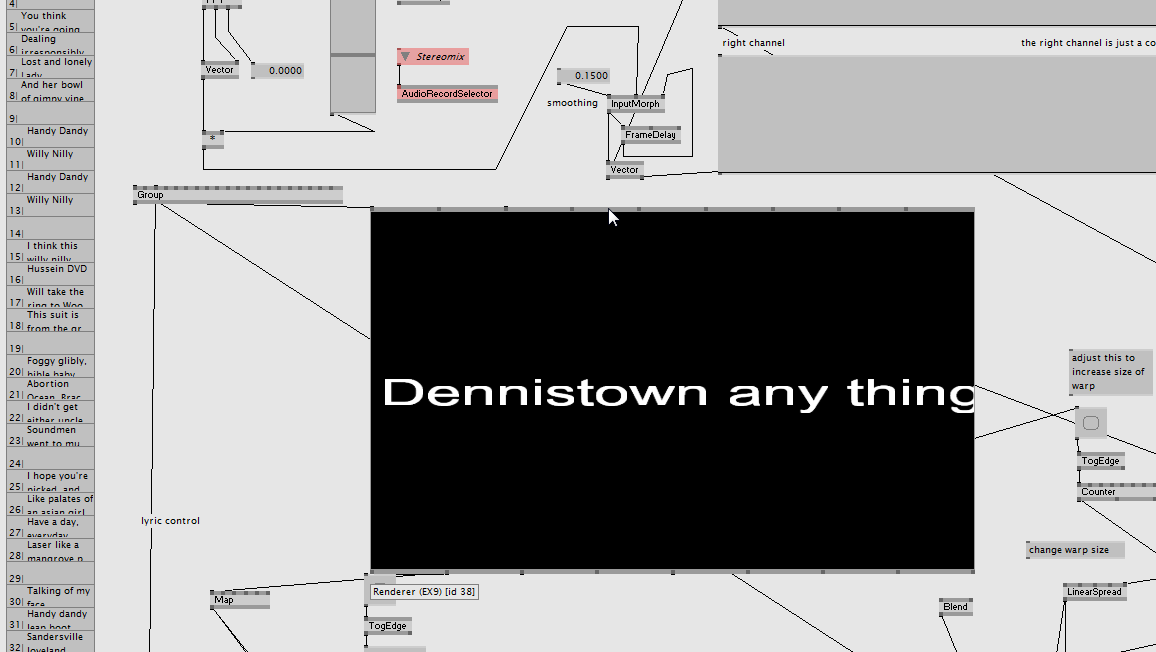 4|
You think
5| you're going
Dealing
6| irresponsibly
Lost and lonely
7| Lady
And her bowl
8| of gimpy vine
9|
Handy Dandy
10|
Willy Nilly
11|
Handy Dandy
12|
Willy Nilly
13|
14|
I think this
15| willy nilly
Hussein DVD
16|
Will take the
17| ring to Woo
This suit is
18| from the gr
19|
Foggy glibly,
20| bible baby
Abortion
21| Ocean, Brac
I didn't get
22| either uncle
Soundmen
23| went to mu
24|
I hope you're
25| nicked, and
Like palates of
26| an asian girl
Have a day,
27| everyday
Laser like a
28| mangrove n
29|
Talking of my
30| face
Handy dandy
31| lean boot
Sandersville
32| loveland
Vector
0.0000
*
Stereomix
AudioRecordSelector
0.1500
smoothing
InputMorph
FrameDelay
Vector
right channel
the right channel is just a co
Group
Dennistown any thing
lyric control
adjust this to
increase size of
warp
TogEdge
Counter
change warp size
LinearSpread
Blend
Renderer (EX9) [id 38]
Map
TogEdge